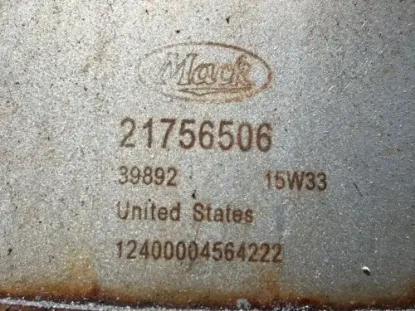 Mack
21756506
39892 15W33
United States
12400004564222